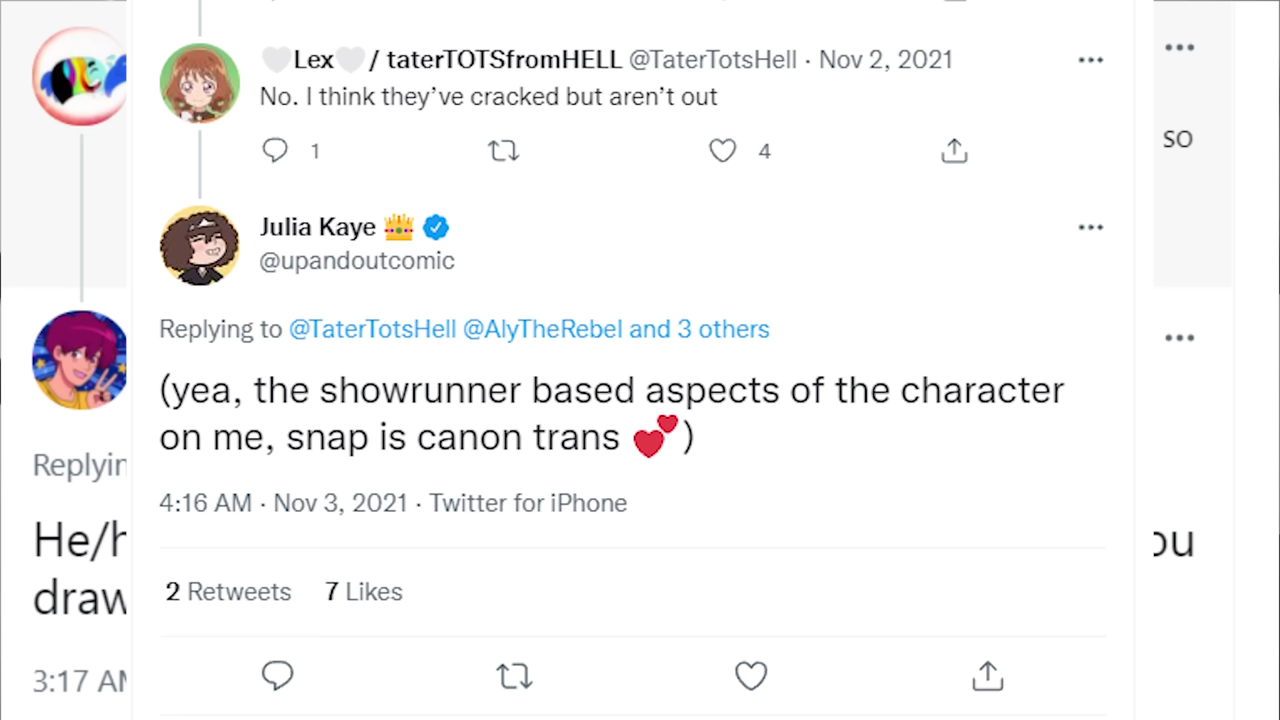 🤍Lex🤍/ taterTOTSfromHELL @TaterTotsHell · Nov 2, 2021
No. I think they’ve cracked but aren’t out
1 4
so
Julia Kaye 👑
@upandoutcomic
Replying to @TaterTotsHell @AlyTheRebel and 3 others
(yea, the showrunner based aspects of the character
on me, snap is canon trans 💕)
4:16 AM · Nov 3, 2021 · Twitter for iPhone
2 Retweets 7 Likes
Replyin
He/h
draw
ou
3:17 AM